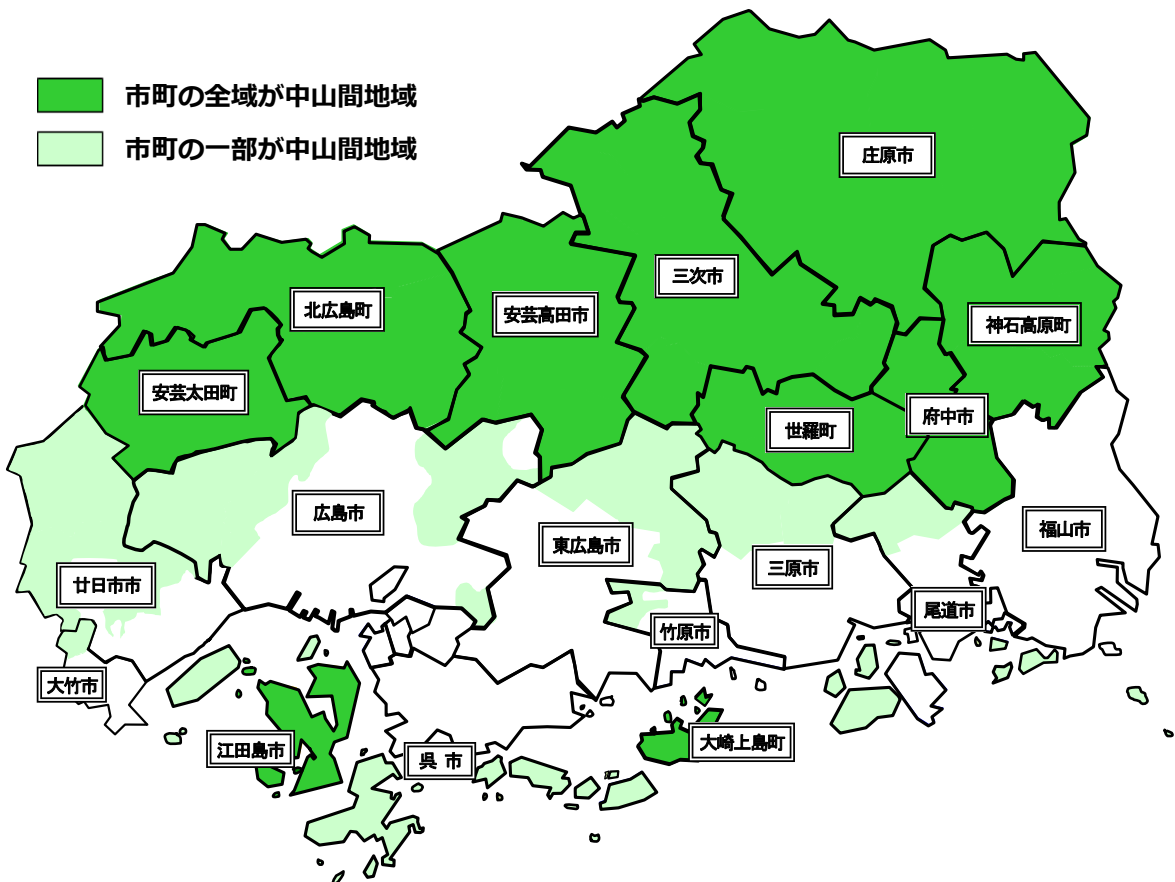 市町の全域が中山間地域
市町の一部が中山間地域
庄原市
三次市
北広島町
安芸高田市
神石高原町
安芸太田町
府中市
世羅町
広島市
福山市
東広島市
三原市
廿日市市
尾道市
竹原市
大竹市
江田島市
大崎上島町
呉 市